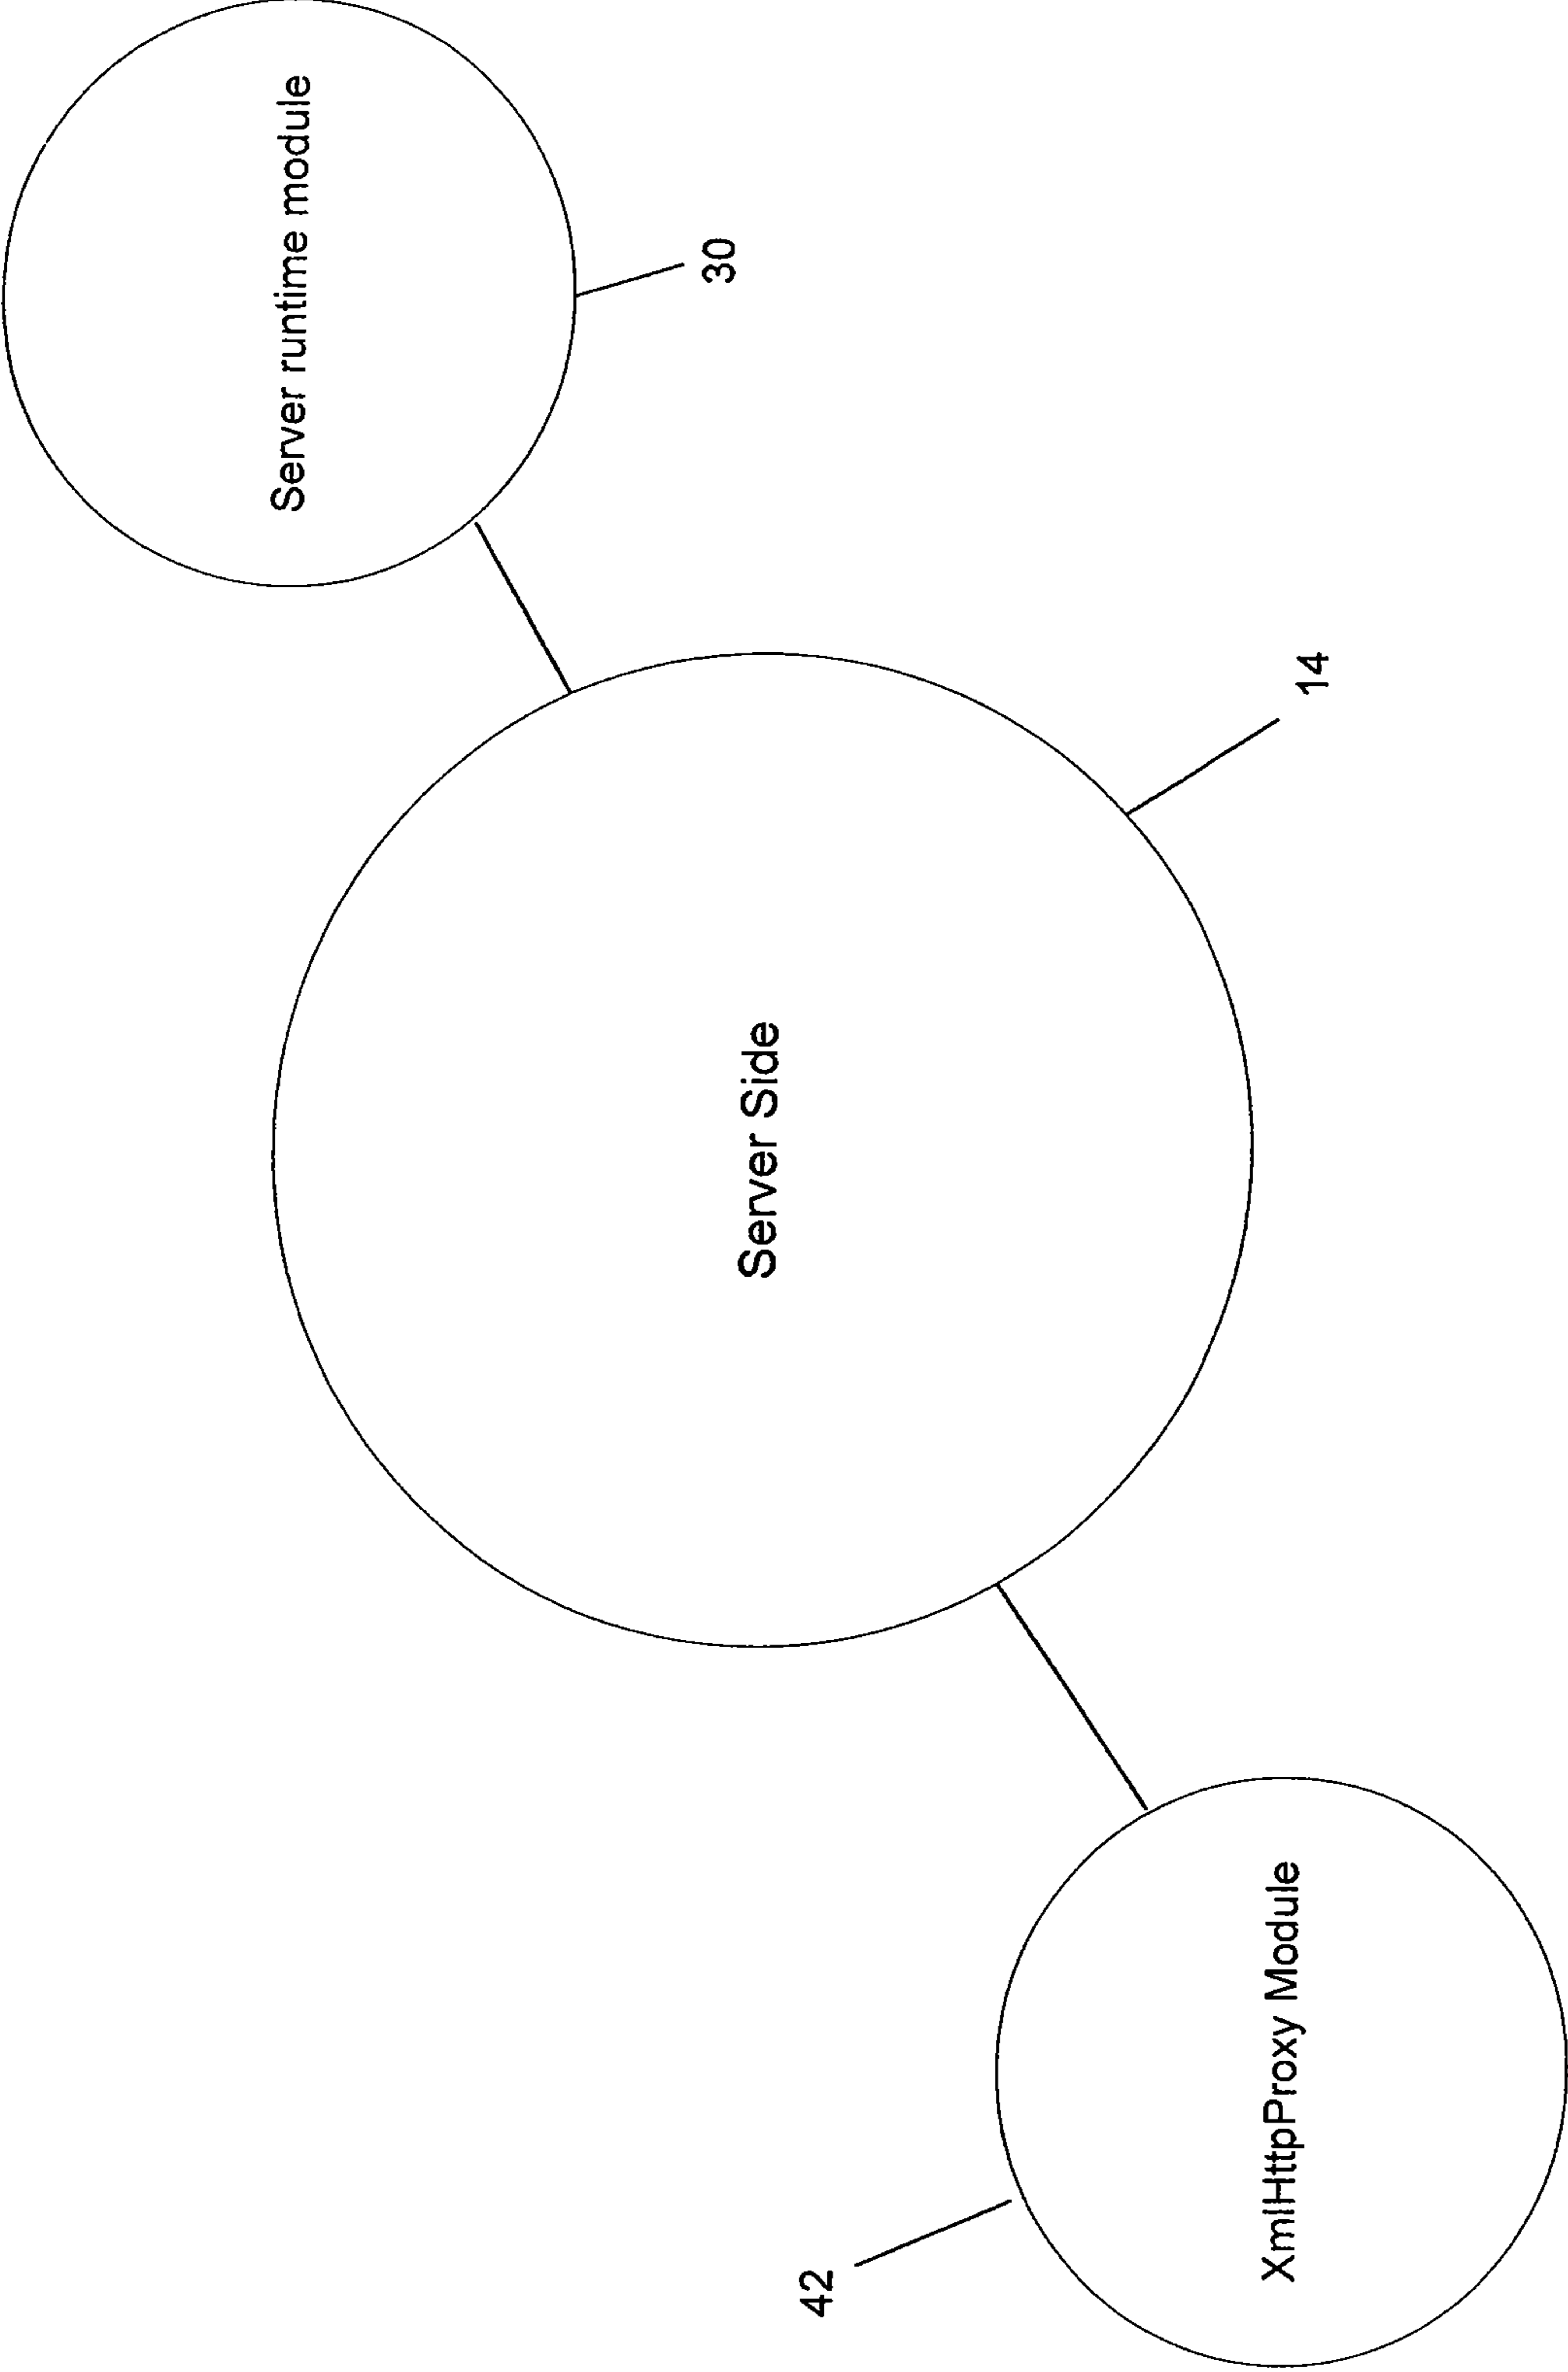 Server runtime module
30
14
Server Side
XmlHttpProxy Module
42